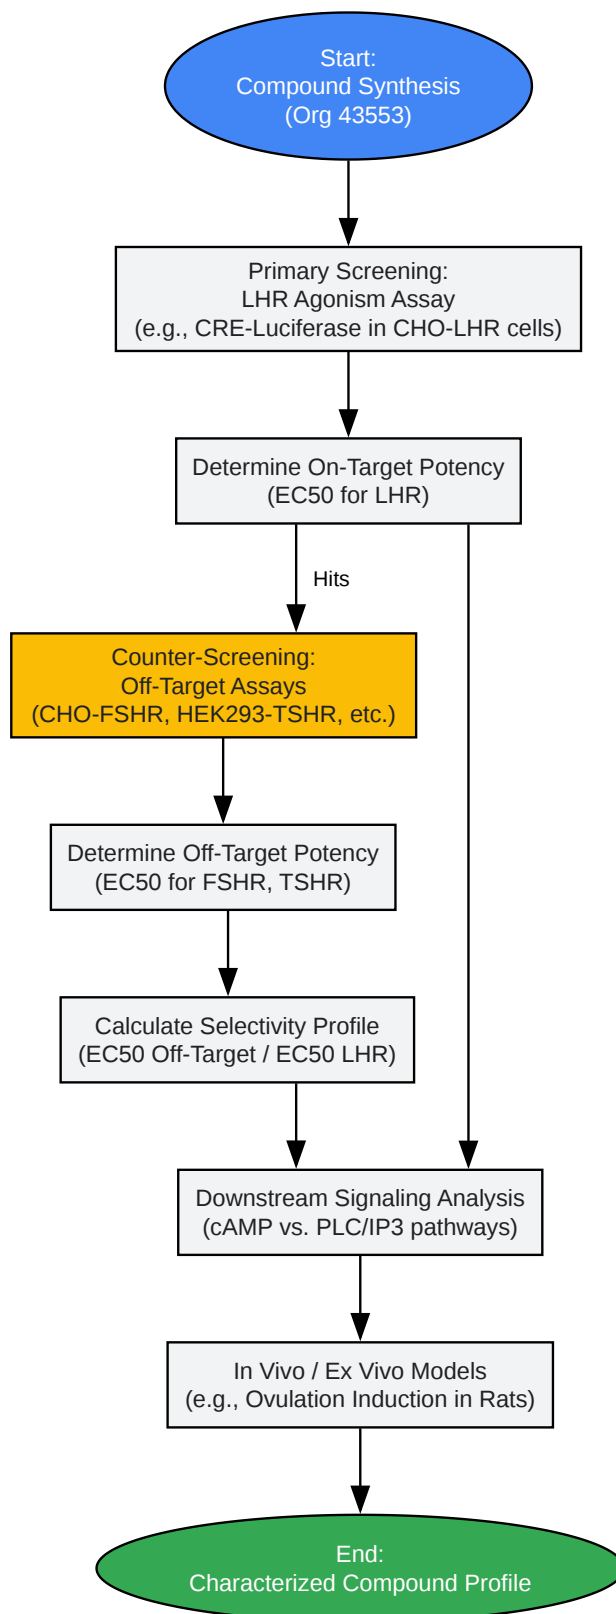 Start:
Compound Synthesis
(Org 43553)
Primary Screening:
LHR Agonism Assay
(e.g., CRE-Luciferase in CHO-LHR cells)
Determine On-Target Potency
(EC50 for LHR)
Hits
Counter-Screening:
Off-Target Assays
(CHO-FSHR, HEK293-TSHR, etc.)
Determine Off-Target Potency
(EC50 for FSHR, TSHR)
Calculate Selectivity Profile
(EC50 Off-Target / EC50 LHR)
Downstream Signaling Analysis
(cAMP vs. PLC/IP3 pathways)
In Vivo / Ex Vivo Models
(e.g., Ovulation Induction in Rats)
End:
Characterized Compound Profile